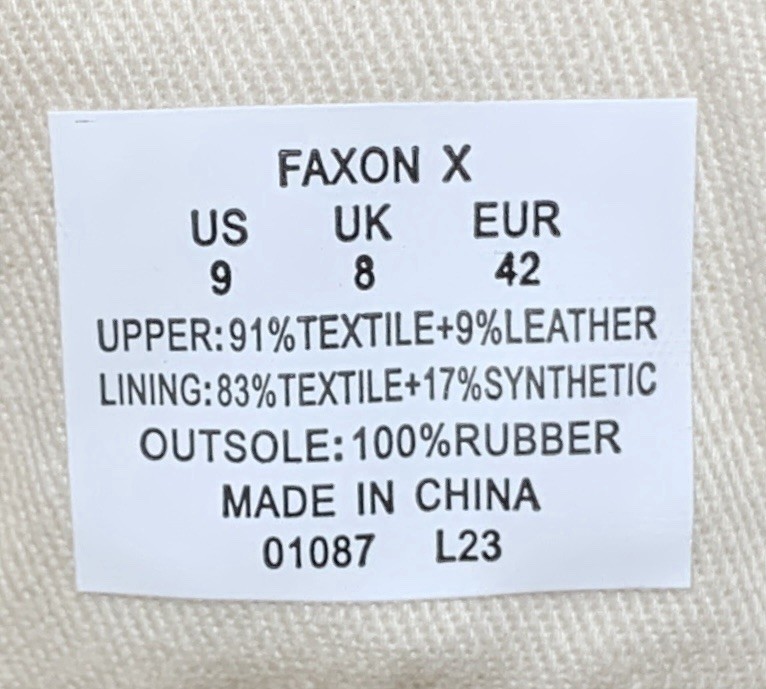 FAXON X
US UK EUR
9 8 42
UPPER:91%TEXTILE+9%LEATHER
LINING:83%TEXTILE+17%SYNTHETIC
OUTSOLE:100%RUBBER
MADE IN CHINA
01087 L23